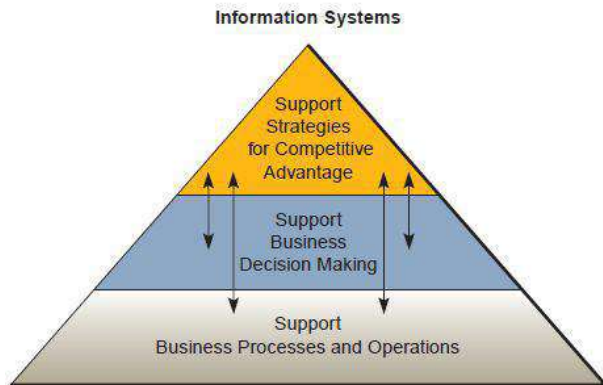 Information Systems
Support
Strategies
for Competitive
Advantage
Support
Business
Decision Making
Support
Business Processes and Operations